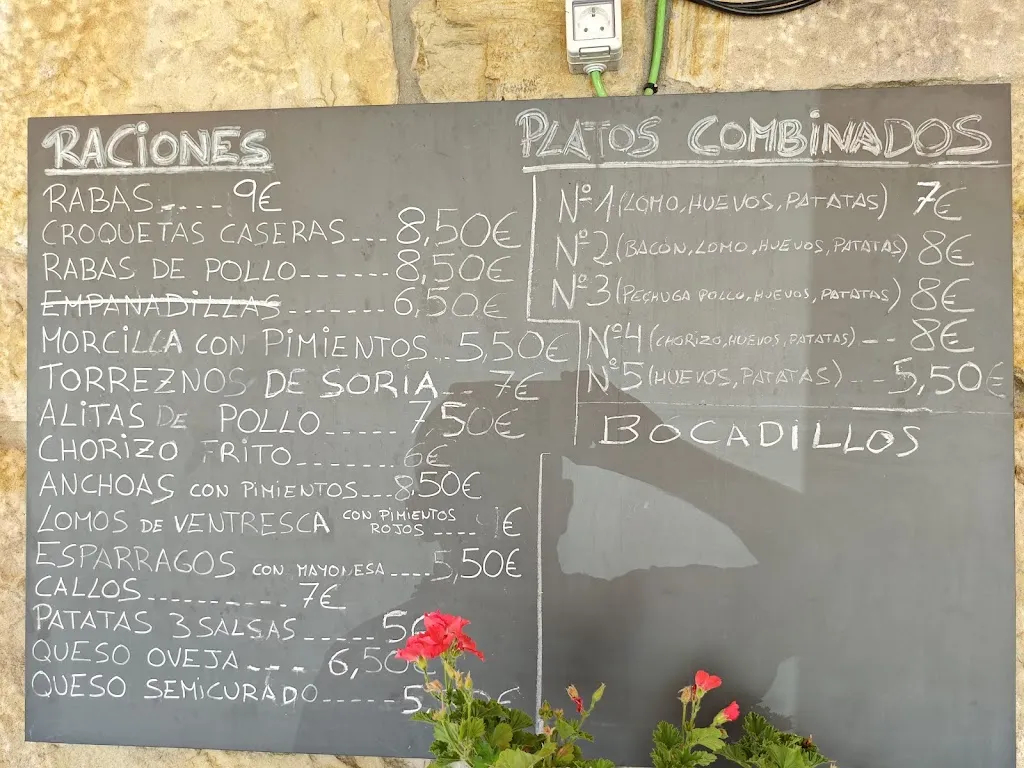 RACIONES
RABAS.---- 9€
CROQUETAS CASERAS--- 8,50€
RABAS DE POLLO------- 8,50€
EMPANADILLAS------- 6,50€
MORCILLA CON PIMIENTOS...5,50€
TORREZNOS DE SORIA -- 7€
ALITAS DE POLLO------ 7,50€
CHORIZO FRITO-------- 6€
ANCHOAS CON PIMIENTOS---8,50€
LOMOS DE VENTRESCA CON PIMIENTOS
ROJOS ---- €
ESPARRAGOS CON MAYONESA----5,50€
CALLOS----------- 7€
PATATAS 3 SALSAS-----
QUESO OVEJA --- 6,50
QUESO SEMICURADO----
PLATOS COMBINADOS
Nº1 (LOMO, HUEVOS, PATATAS) 7€
Nº2 (BACÓN, LOMO, HUEVOS, PATATAS) 8€
Nº3 (PECHUGA POLLO, HUEVOS, PATATAS) 8€
Nº4 (CHORIZO, HUEVOS, PATATAS) -- 8€
Nº5 (HUEVOS, PATATAS) -- 5,50€
BOCADILLOS